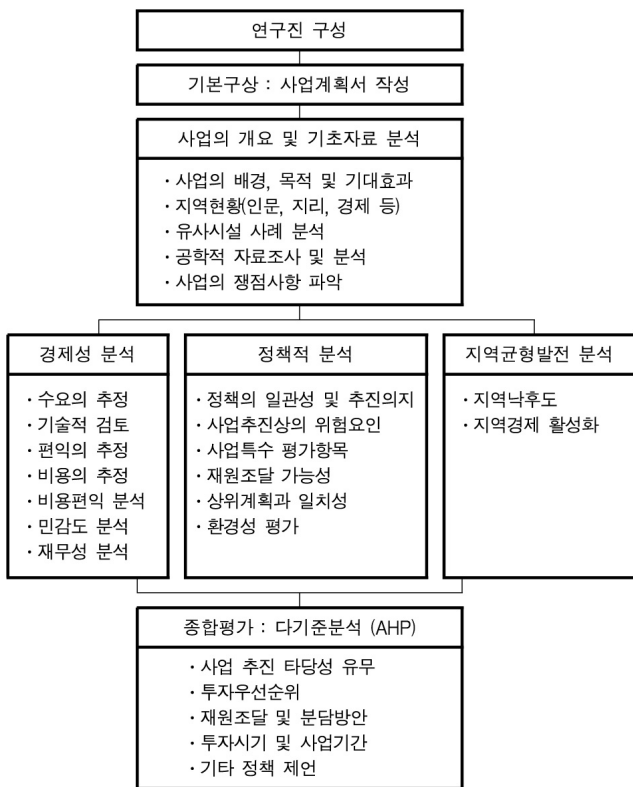 연구진 구성
기본구상 : 사업계획서 작성
사업의 개요 및 기초자료 분석
· 사업의 배경, 목적 및 기대효과
· 지역현황(인문, 지리, 경제 등)
· 유사시설 사례 분석
· 공학적 자료조사 및 분석
· 사업의 쟁점사항 파악
경제성 분석
· 수요의 추정
· 기술적 검토
· 편익의 추정
· 비용의 추정
· 비용편익 분석
· 민감도 분석
· 재무성 분석
정책적 분석
· 정책의 일관성 및 추진의지
· 사업추진상의 위험요인
· 사업특수 평가항목
· 재원조달 가능성
· 상위계획과 일치성
· 환경성 평가
지역균형발전 분석
· 지역낙후도
· 지역경제 활성화
종합평가 : 다기준분석 (AHP)
· 사업 추진 타당성 유무
· 투자우선순위
· 재원조달 및 분담방안
· 투자시기 및 사업기간
· 기타 정책 제언